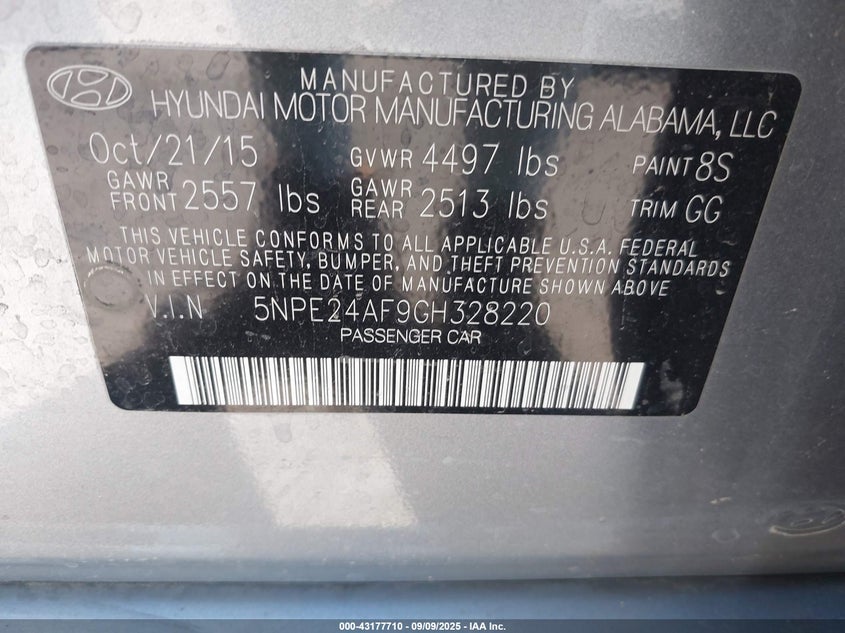 MANUFACTURED BY
HYUNDAI MOTOR MANUFACTURING ALABAMA, LLC
Oct/21/15 GVWR 4497 lbs PAINT 8S
GAWR FRONT 2557 lbs GAWR REAR 2513 lbs TRIM GG
THIS VEHICLE CONFORMS TO ALL APPLICABLE U.S.A. FEDERAL
MOTOR VEHICLE SAFETY, BUMPER, AND THEFT PREVENTION STANDARDS
IN EFFECT ON THE DATE OF MANUFACTURE SHOWN ABOVE.
V.I.N 5NPE24AF9GH328220
PASSENGER CAR
000-43177710 - 09/09/2025 - IAA Inc.